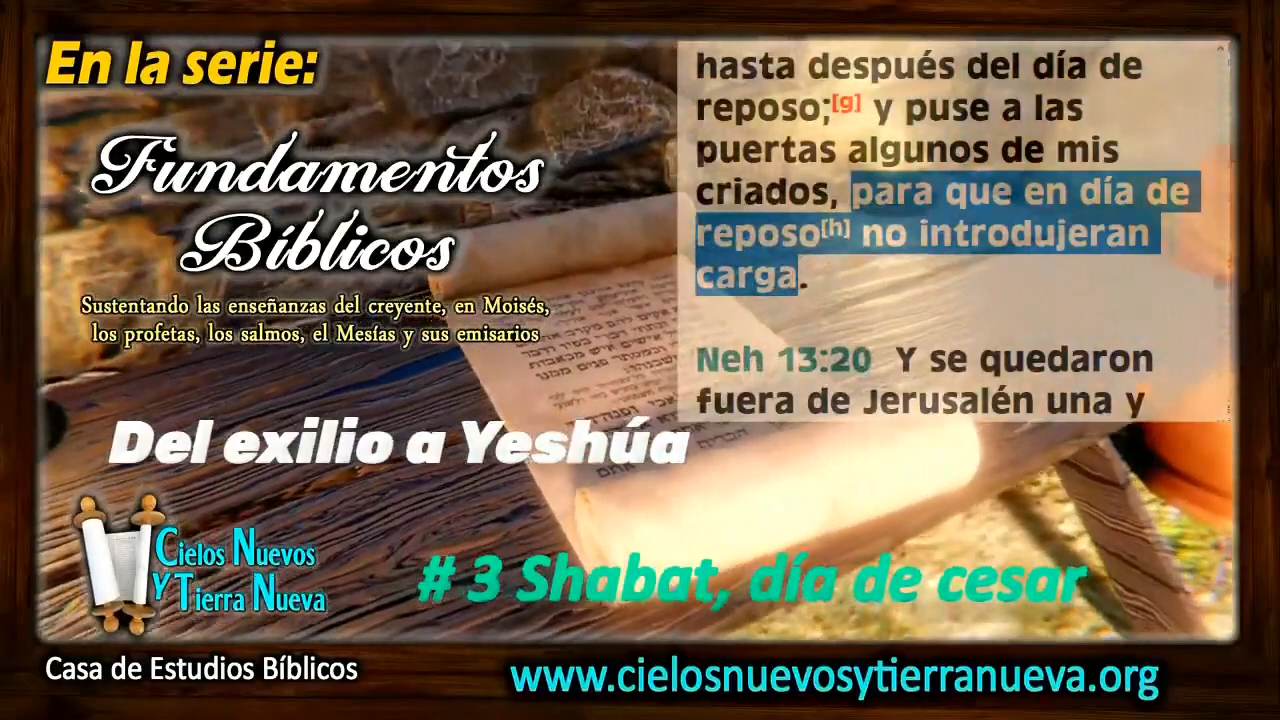 En la serie:
Fundamentos
Bíblicos
Sustentando las enseñanzas del creyente, en Moisés,
los profetas, los salmos, el Mesías y sus emisarios
hasta después del día de
reposo;[g] y puse a las
puertas algunos de mis
criados, para que en día de
reposo[h] no introdujeran
carga.
Neh 13:20 Y se quedaron
fuera de Jerusalén una y
Del exilio a Yeshúa
Cielos Nuevos
Y Tierra Nueva
# 3 Shabat, día de cesar
Casa de Estudios Bíblicos
www.cielosnuevosytierranueva.org